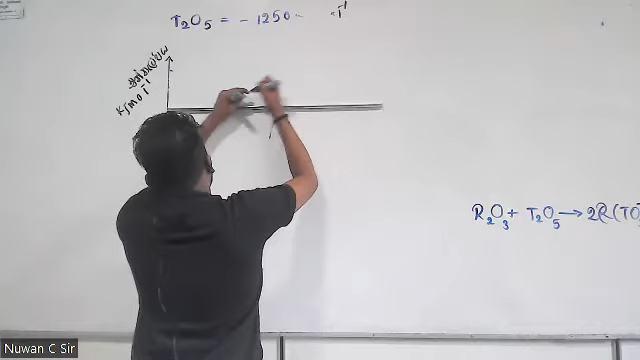 T₂O₅ = - 1250
KJmol⁻¹
R₂O₃ + T₂O₅ → 2R(TO
Nuwan C Sir